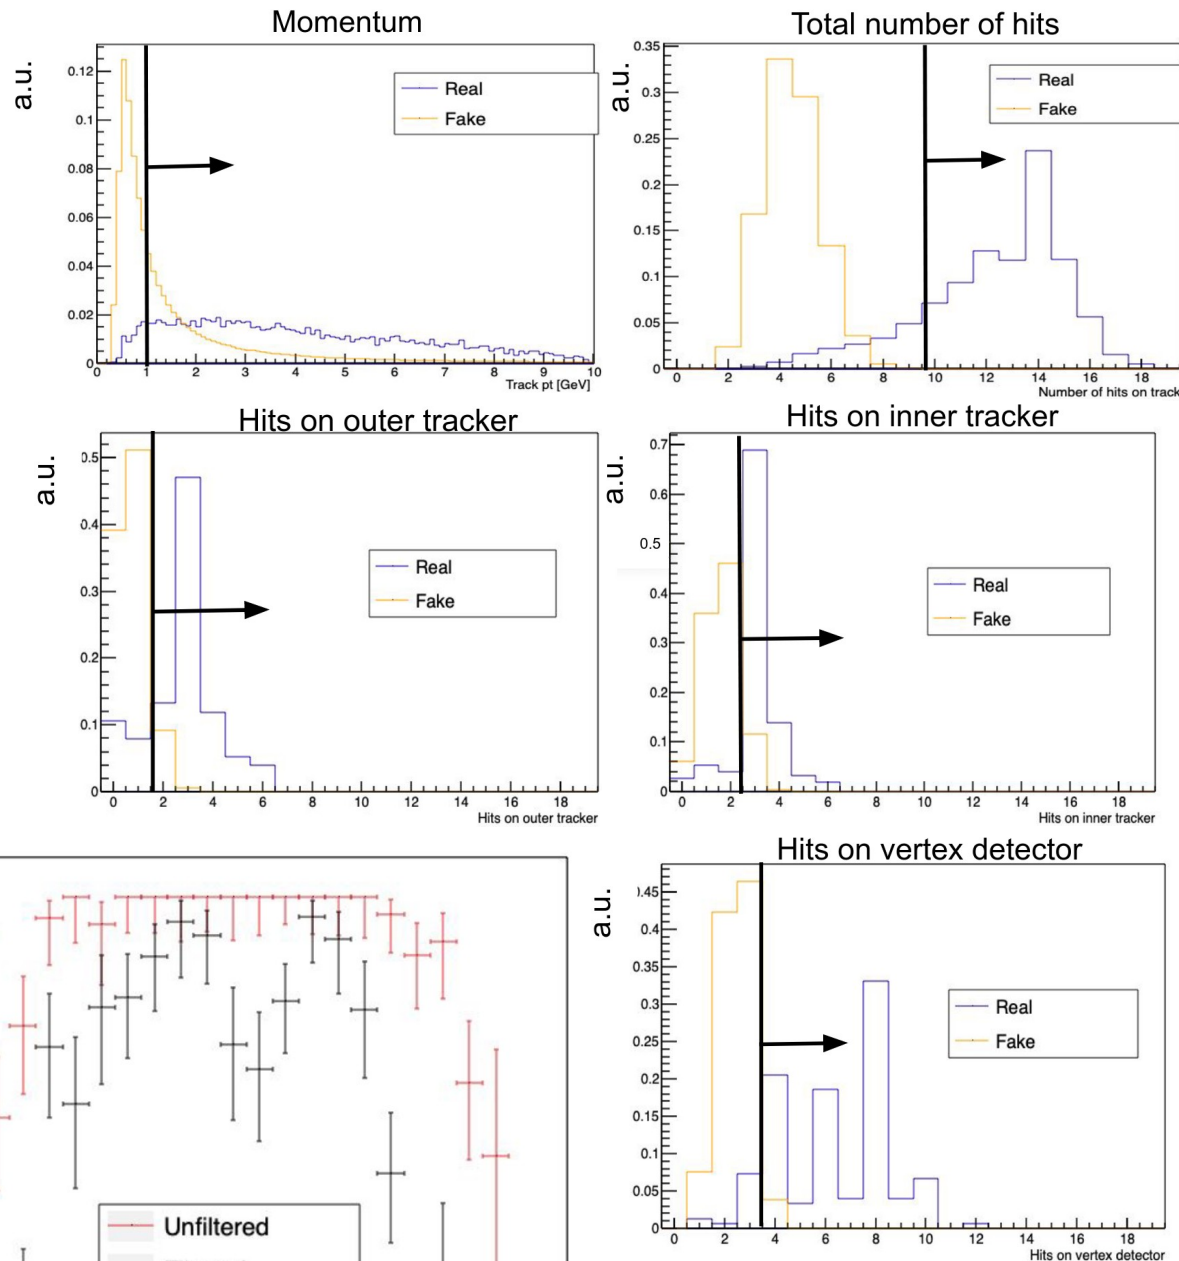 Momentum
a.u.
0.12
0.1
0.08
0.06
0.04
0.02
0
Real
Fake
0 1 2 3 4 5 6 7 8 9 10
Track pt [GeV]
Total number of hits
a.u.
0.35
0.3
0.25
0.2
0.15
0.1
0.05
0
Real
Fake
0 2 4 6 8 10 12 14 16 18
Number of hits on track
Hits on outer tracker
a.u.
0.5
0.4
0.3
0.2
0.1
0
Real
Fake
0 2 4 6 8 10 12 14 16 18
Hits on outer tracker
Hits on inner tracker
a.u.
0.7
0.6
0.5
0.4
0.3
0.2
0.1
0
Real
Fake
0 2 4 6 8 10 12 14 16 18
Hits on inner tracker
Unfiltered
Hits on vertex detector
a.u.
0.45
0.4
0.35
0.3
0.25
0.2
0.15
0.1
0.05
0
Real
Fake
0 2 4 6 8 10 12 14 16 18
Hits on vertex detector